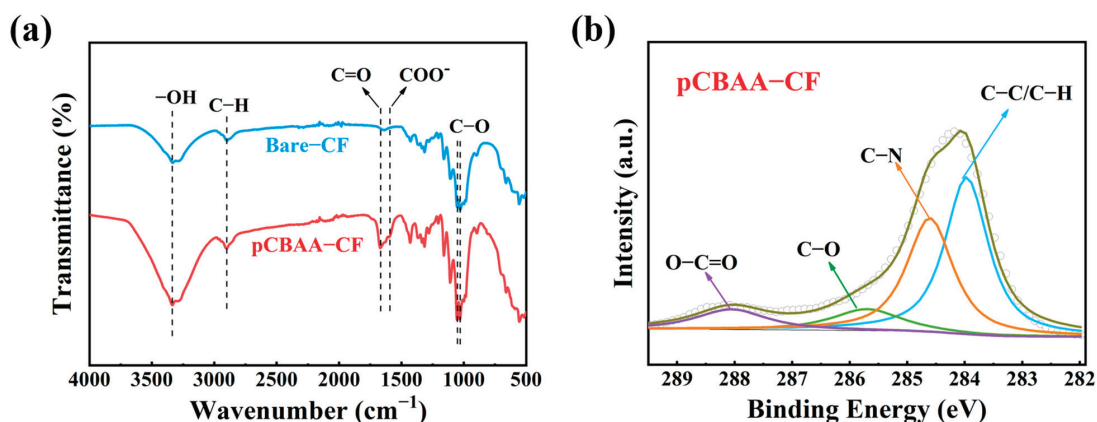 (a)
Transmittance (%)
−OH
C−H
C=O
COO⁻
C−O
Bare−CF
pCBAA−CF
4000 3500 3000 2500 2000 1500 1000 500
Wavenumber (cm⁻¹)
(b)
Intensity (a.u.)
pCBAA−CF
C−C/C−H
C−N
C−O
O−C=O
289 288 287 286 285 284 283 282
Binding Energy (eV)